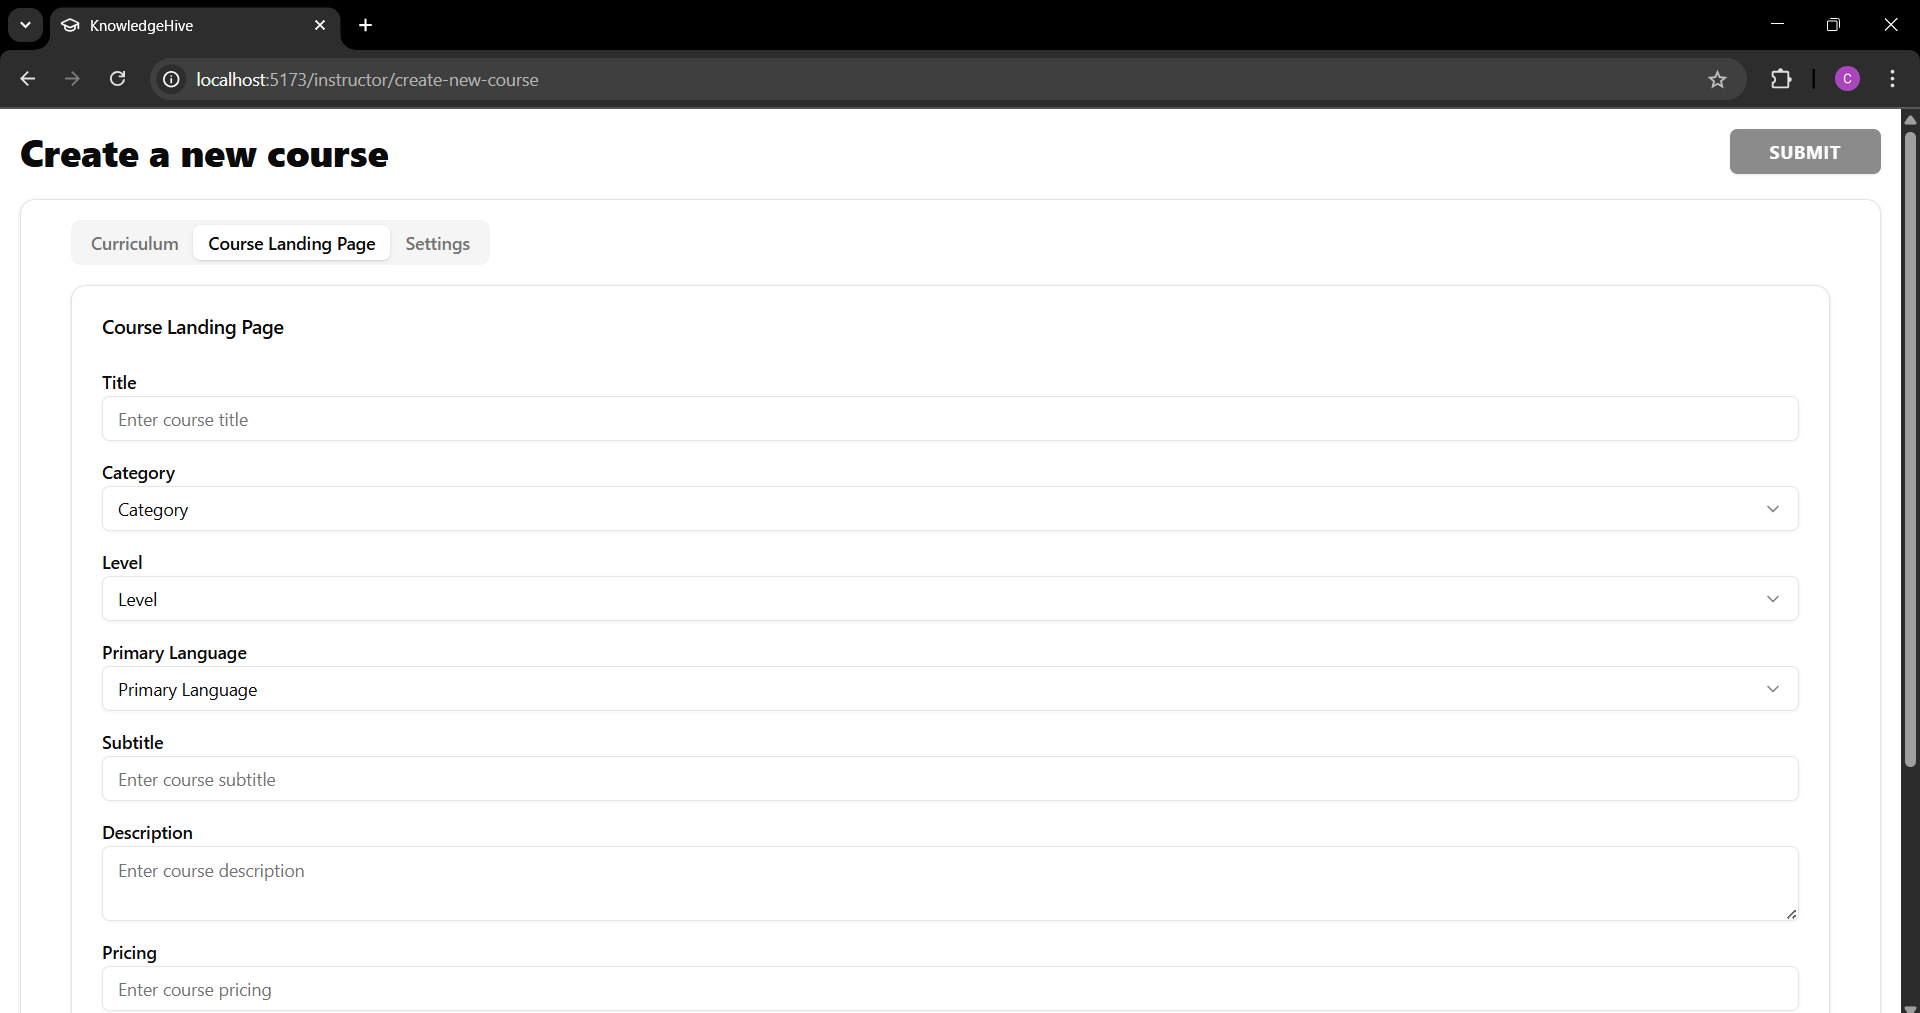 KnowledgeHive
localhost:5173/instructor/create-new-course
C
Create a new course
SUBMIT
Curriculum Course Landing Page Settings
Course Landing Page
Title
Enter course title
Category
Category
Level
Level
Primary Language
Primary Language
Subtitle
Enter course subtitle
Description
Enter course description
Pricing
Enter course pricing